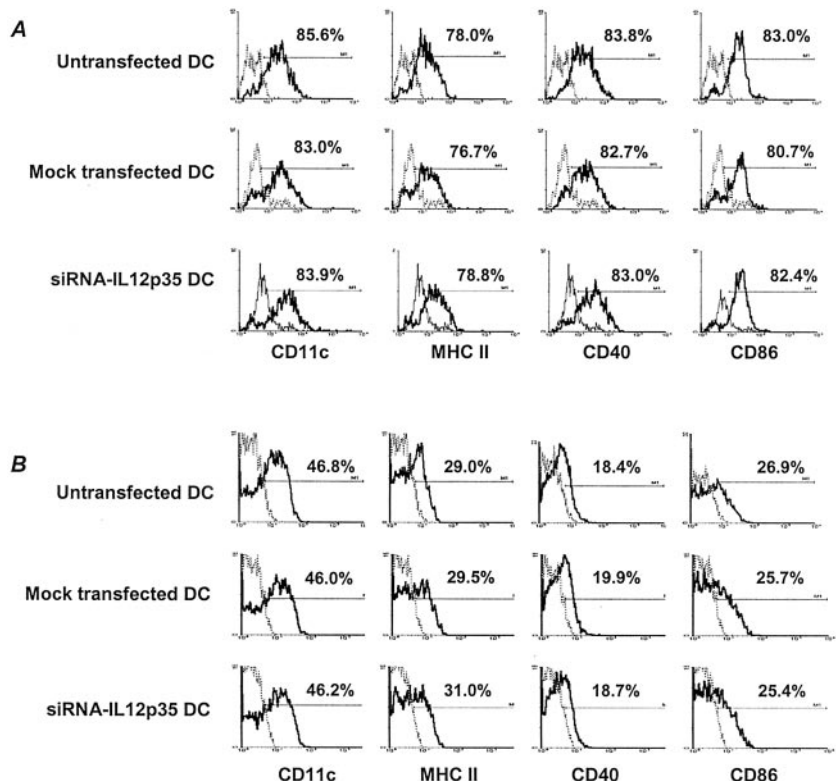 A
Untransfected DC
85.6%
78.0%
83.8%
83.0%
Mock transfected DC
83.0%
76.7%
82.7%
80.7%
siRNA-IL12p35 DC
83.9%
78.8%
83.0%
82.4%
CD11c
MHC II
CD40
CD86
B
Untransfected DC
46.8%
29.0%
18.4%
26.9%
Mock transfected DC
46.0%
29.5%
19.9%
25.7%
siRNA-IL12p35 DC
46.2%
31.0%
18.7%
25.4%
CD11c
MHC II
CD40
CD86